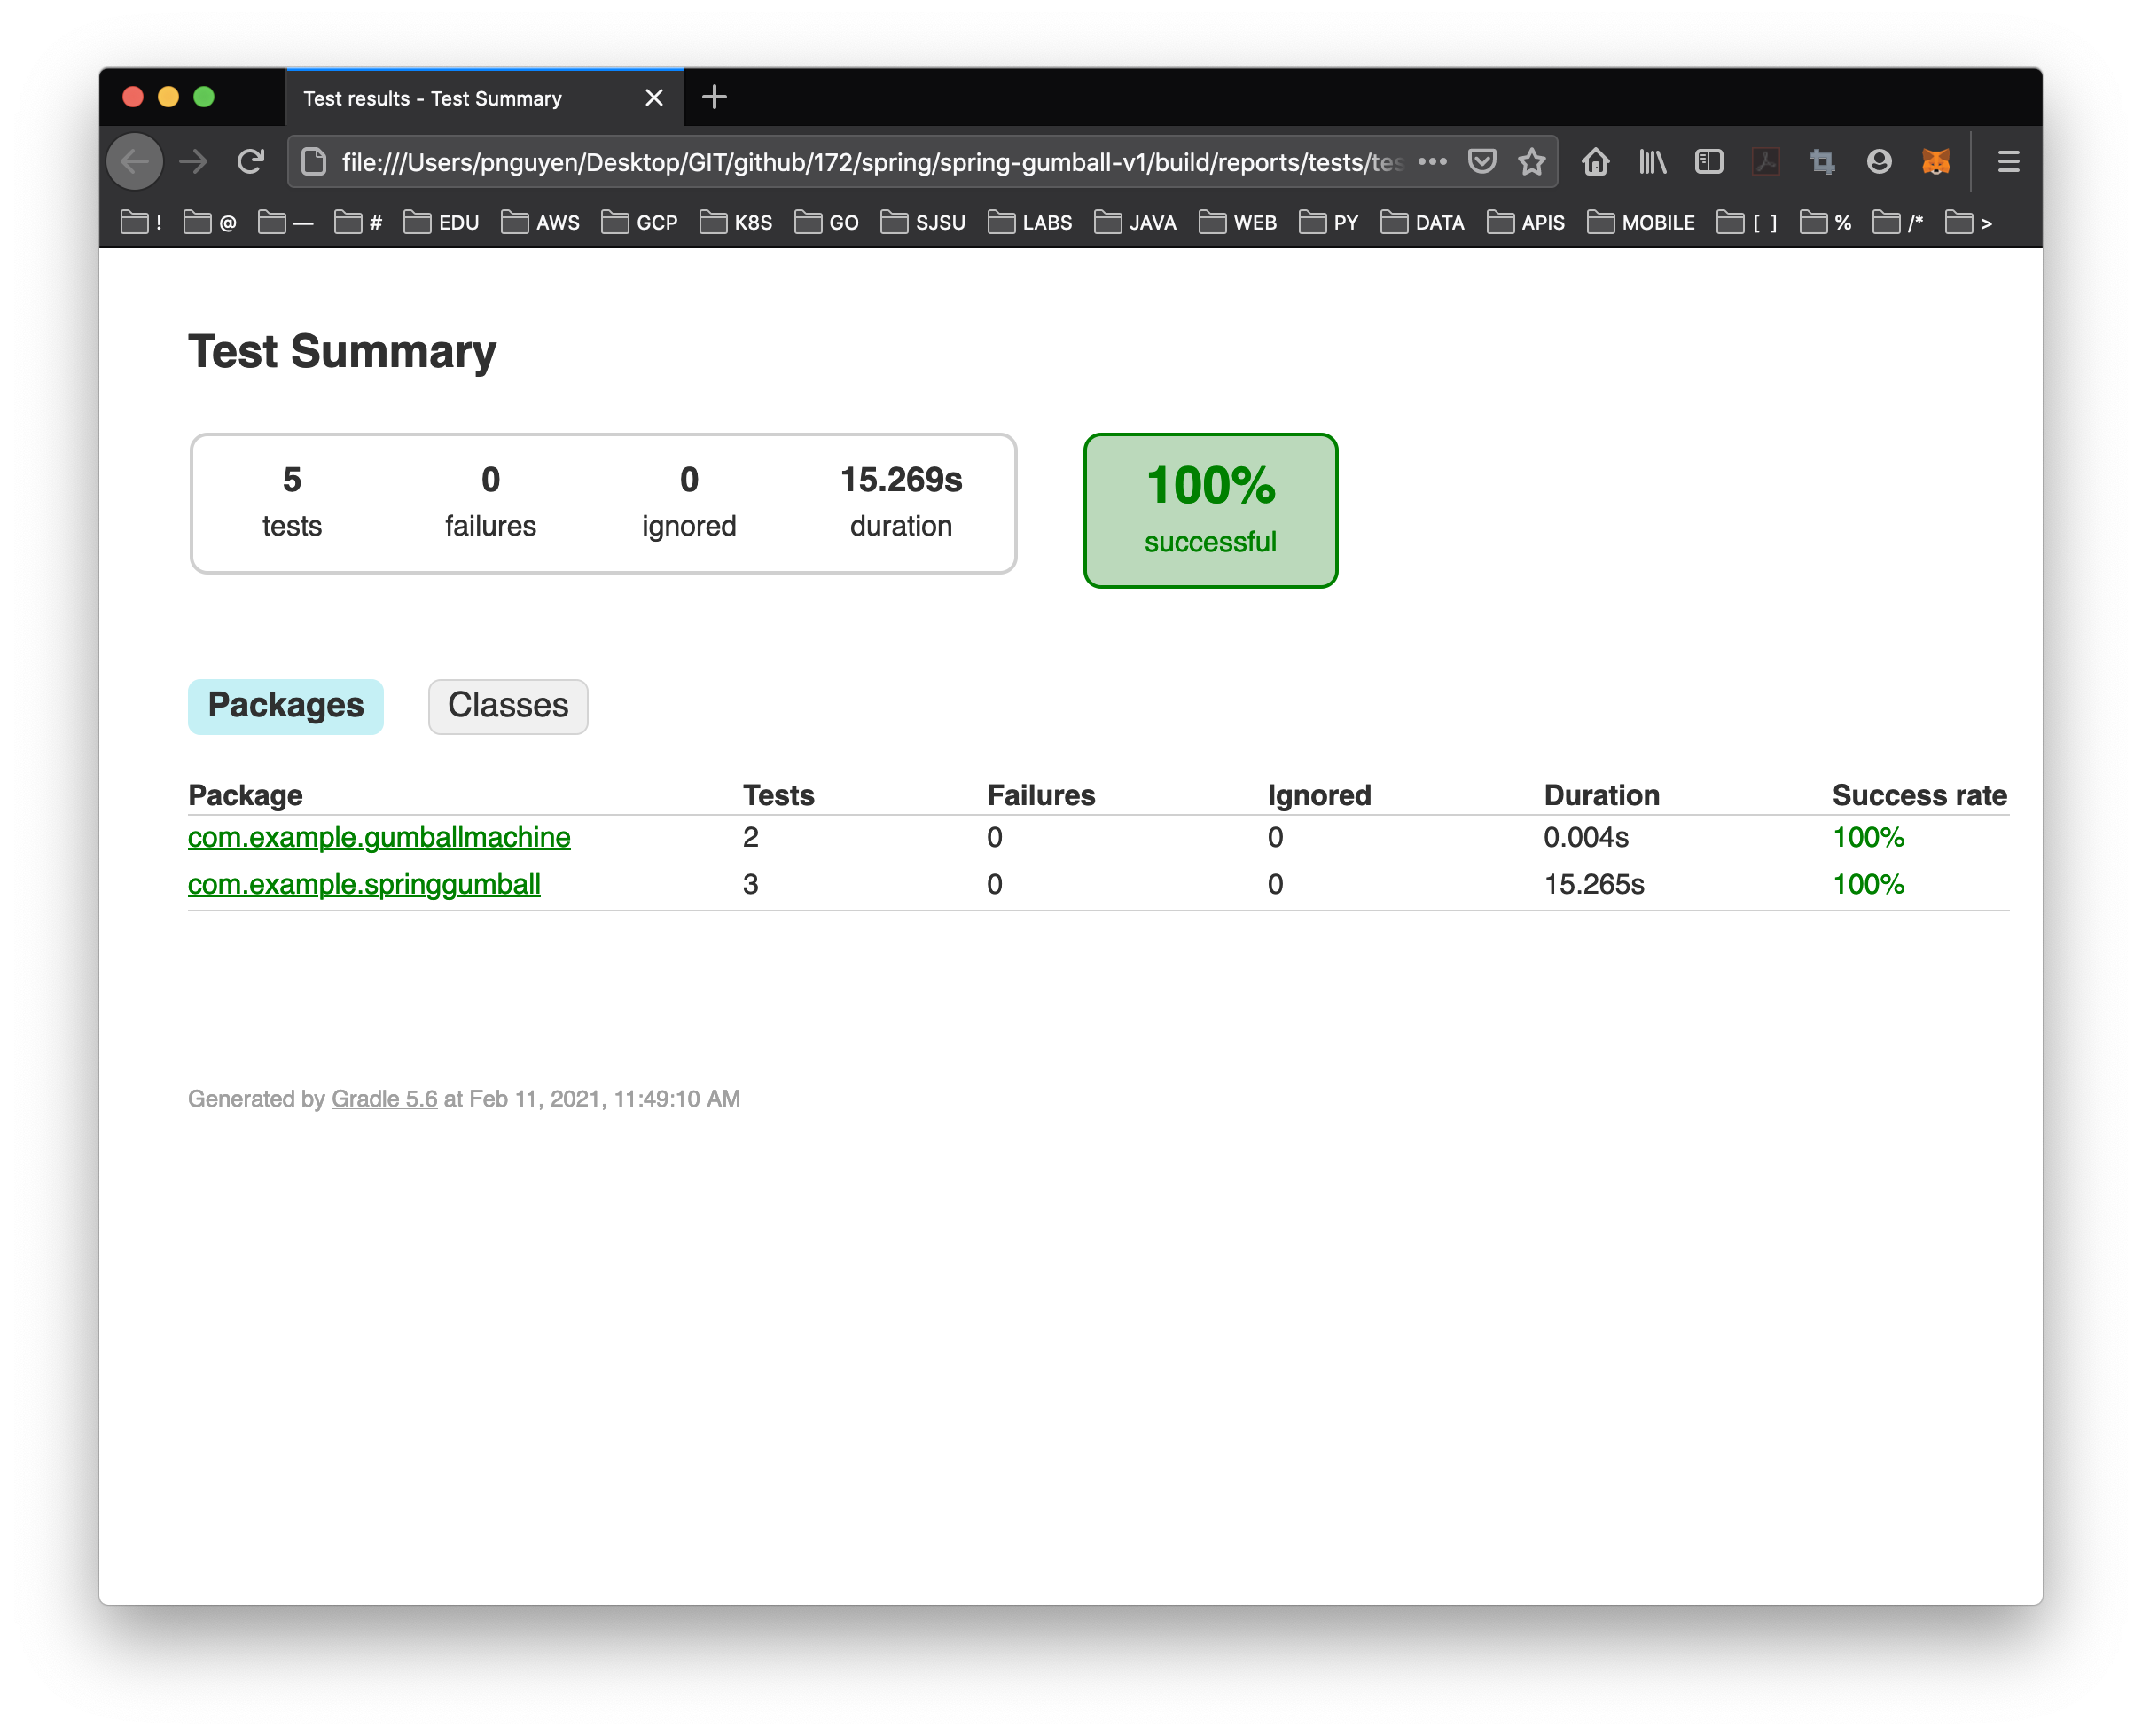 Test results - Test Summary
file:///Users/pnguyen/Desktop/GIT/github/172/spring/spring-gumball-v1/build/reports/tests/tes
! @ — # EDU AWS GCP K8S GO SJSU LABS JAVA WEB PY DATA APIS MOBILE [ ] % /* >
Test Summary
5 0 0 15.269s 100%
tests failures ignored duration successful
Packages Classes
Package Tests Failures Ignored Duration Success rate
com.example.gumballmachine 2 0 0 0.004s 100%
com.example.springgumball 3 0 0 15.265s 100%
Generated by Gradle 5.6 at Feb 11, 2021, 11:49:10 AM